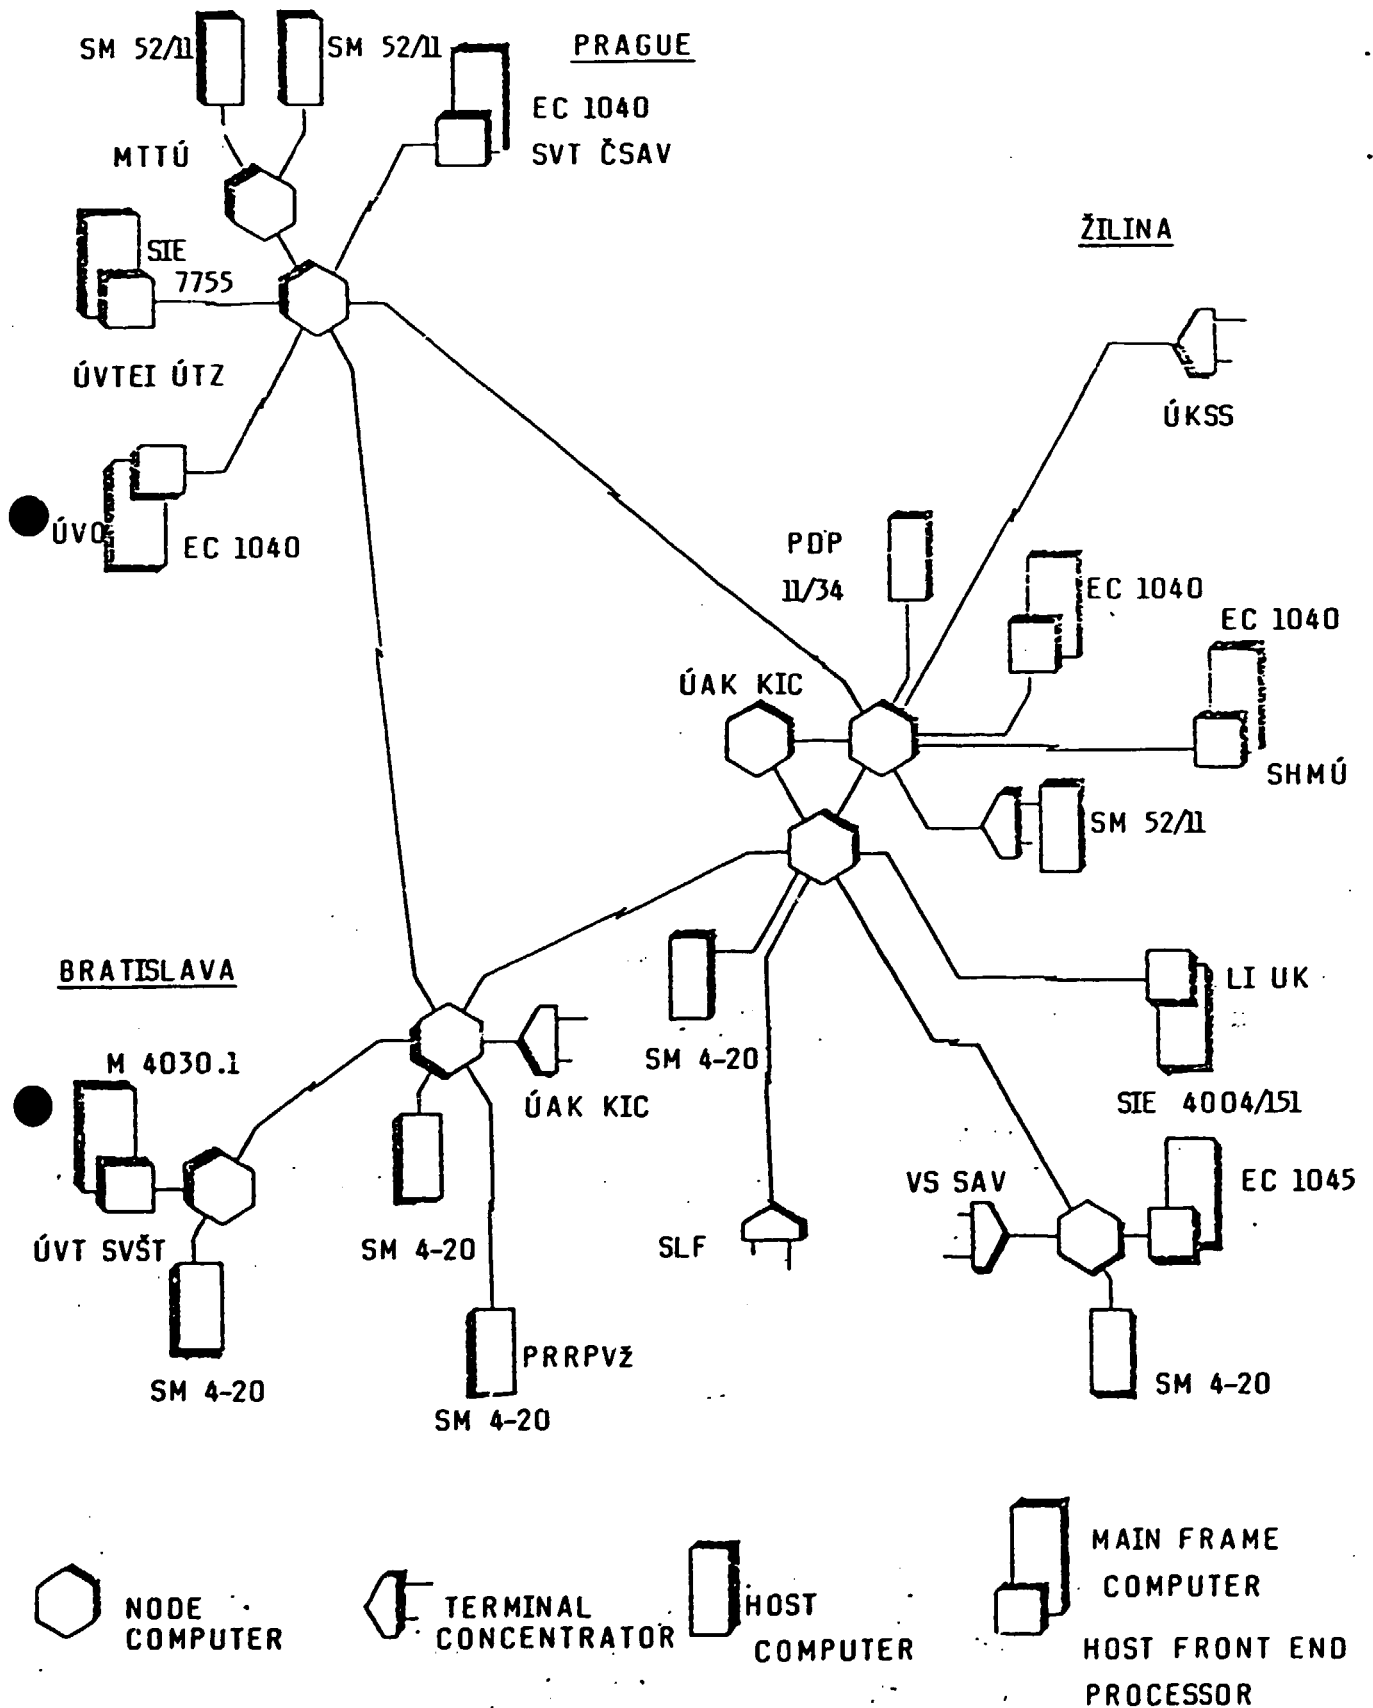 SM 52/11
SM 52/11
PRAGUE
EC 1040
SVT ČSAV
MTTÚ
SIE
7755
ÚVTEI ÚTZ
ÚVO
EC 1040
ŽILINA
ÚKSS
PDP
11/34
EC 1040
EC 1040
ÚAK KIC
SHMÚ
SM 52/11
BRATISLAVA
M 4030.1
ÚVT SVŠT
SM 4-20
SM 4-20
ÚAK KIC
PRRPVŽ
SM 4-20
SM 4-20
SLF
LI UK
SIE 4004/151
VS SAV
EC 1045
SM 4-20
NODE
COMPUTER
TERMINAL
CONCENTRATOR
HOST
COMPUTER
MAIN FRAME
COMPUTER
HOST FRONT END
PROCESSOR